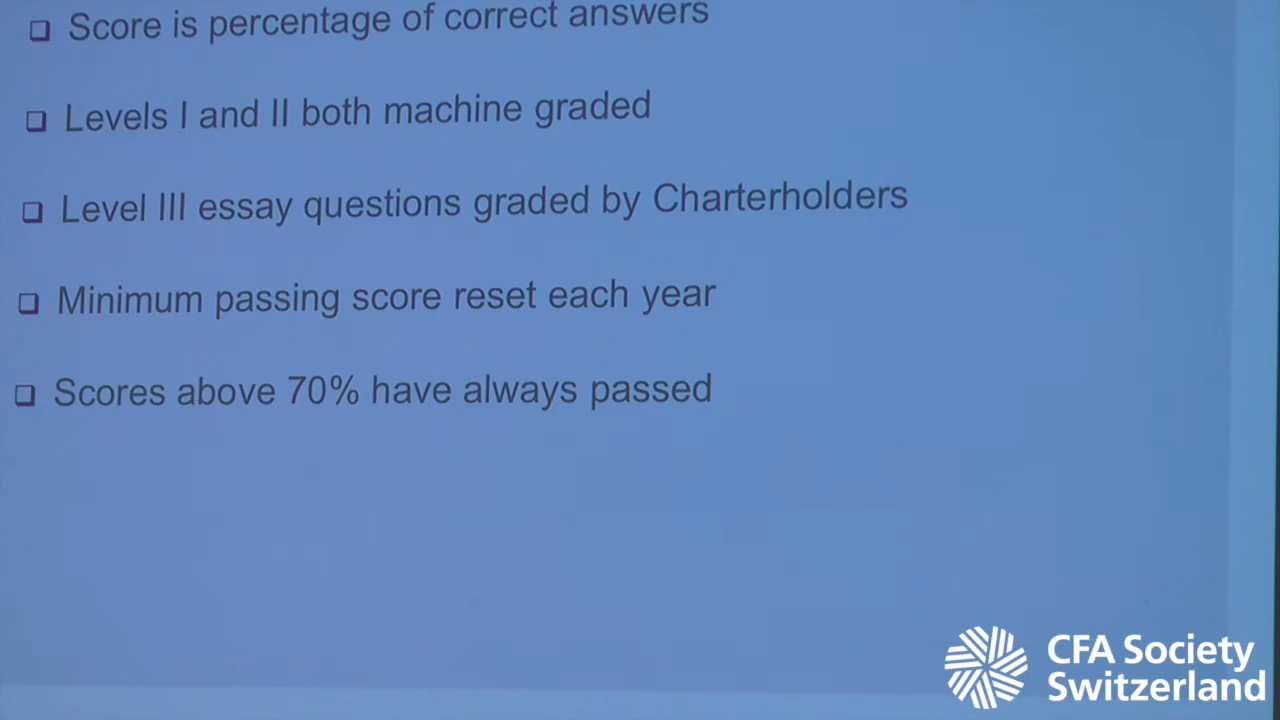 Score is percentage of correct answers
Levels I and II both machine graded
Level III essay questions graded by Charterholders
Minimum passing score reset each year
Scores above 70% have always passed
CFA Society
Switzerland